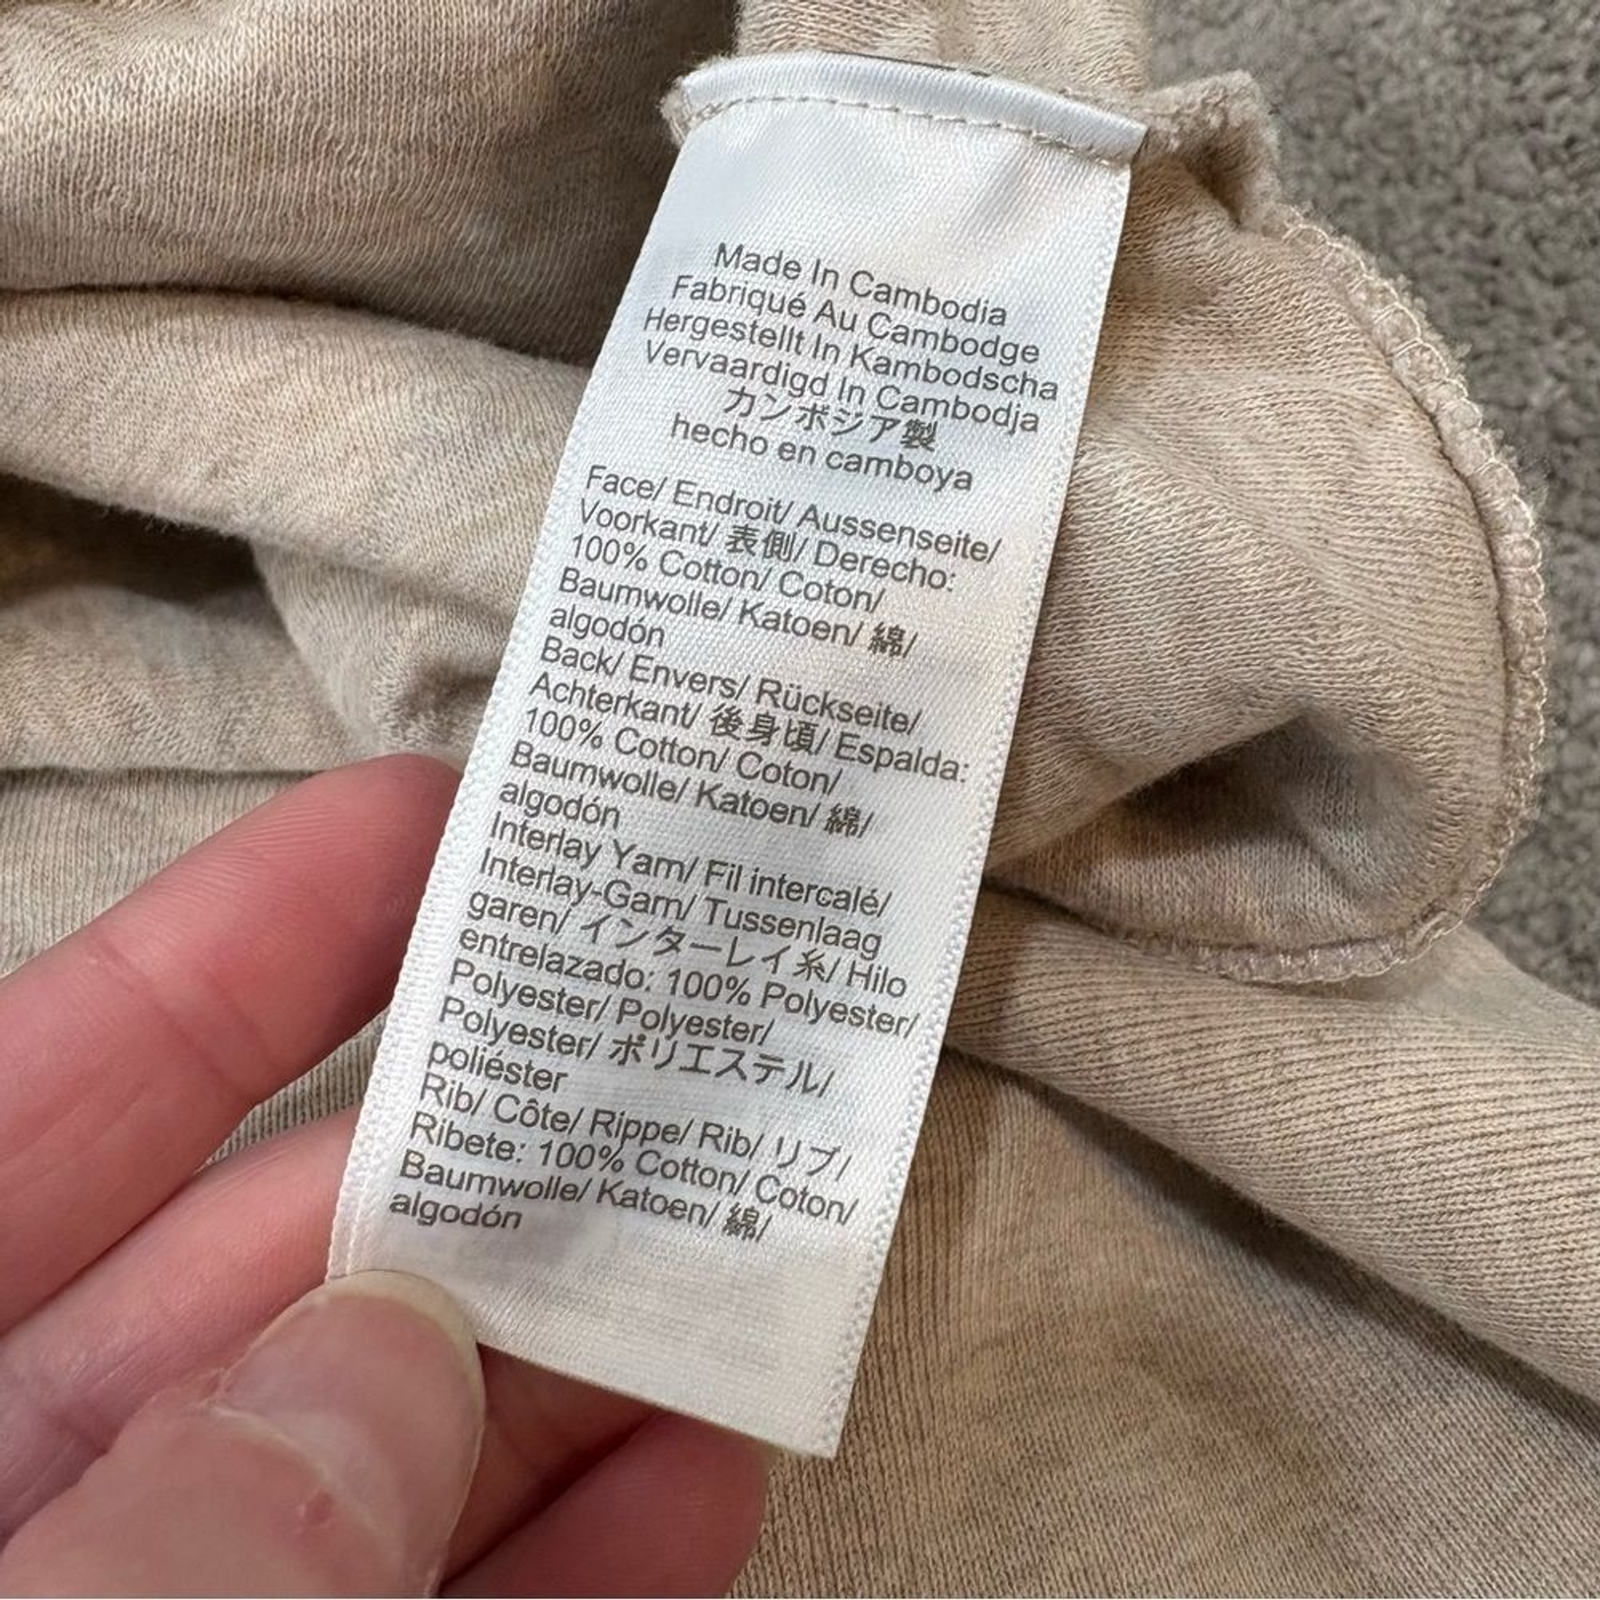 Made In Cambodia
Fabriqué Au Cambodge
Hergestellt In Kambodscha
Vervaardigd In Cambodja
カンボジア製
hecho en camboya
Face/ Endroit/ Aussenseite/
Voorkant/ 表側/ Derecho:
100% Cotton/ Coton/
Baumwolle/ Katoen/ 綿/
algodón
Back/ Envers/ Rückseite/
Achterkant/ 後身頃/ Espalda:
100% Cotton/ Coton/
Baumwolle/ Katoen/ 綿/
algodón
Interlay Yarn/ Fil intercalé/
Interlay-Garn/ Tussenlaag
garen/ インターレイ糸/ Hilo
entrelazado: 100% Polyester/
Polyester/ Polyester/
Polyester/ ポリエステル/
poliéster
Rib/ Côte/ Rippe/ Rib/ リブ/
Ribete: 100% Cotton/ Coton/
Baumwolle/ Katoen/ 綿/
algodón